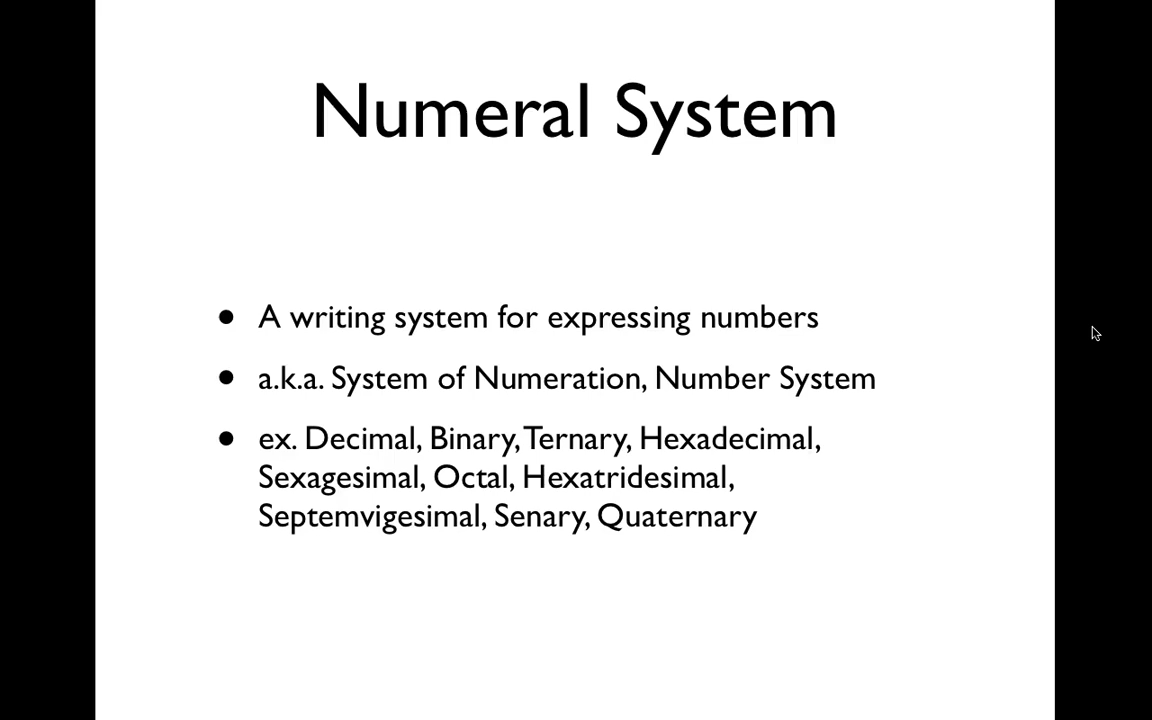 Numeral System
• A writing system for expressing numbers
• a.k.a. System of Numeration, Number System
• ex. Decimal, Binary, Ternary, Hexadecimal,
Sexagesimal, Octal, Hexatridesimal,
Septemvigesimal, Senary, Quaternary